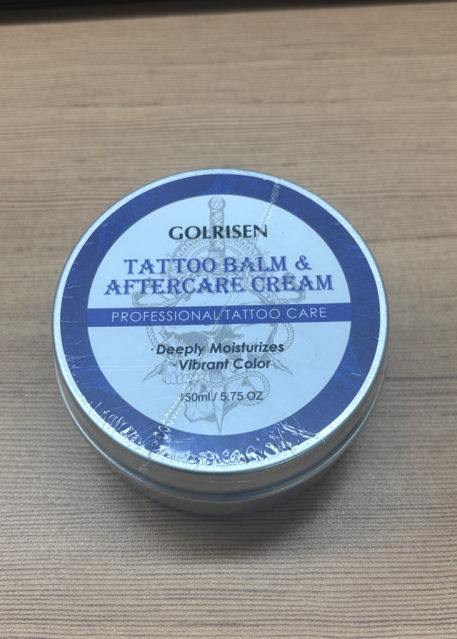 GOLRISEN
TATTOO BALM &
AFTERCARE CREAM
PROFESSIONAL TATTOO CARE
·Deeply Moisturizes
·Vibrant Color
150ml / 5.75 OZ